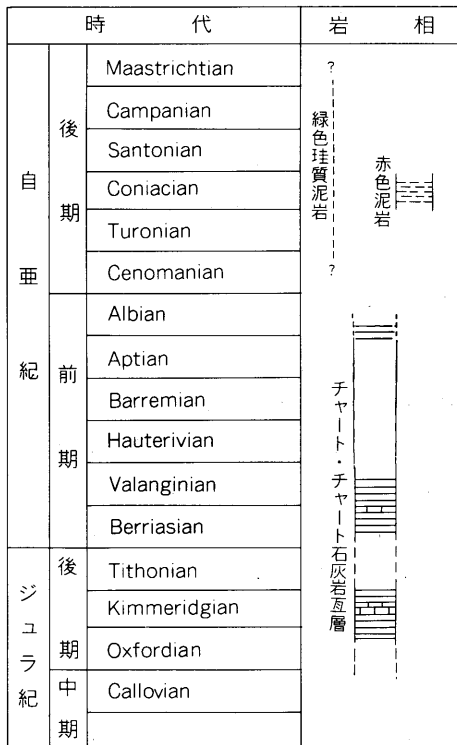 時代
岩相
自亜紀
後期
Maastrichtian
Campanian
Santonian
Coniacian
Turonian
Cenomanian
前期
Albian
Aptian
Barremian
Hauterivian
Valanginian
Berriasian
ジュラ紀
後期
Tithonian
Kimmeridgian
Oxfordian
中期
Callovian
?
緑色珪質泥岩
?
赤色泥岩
チャート・チャート石灰岩互層